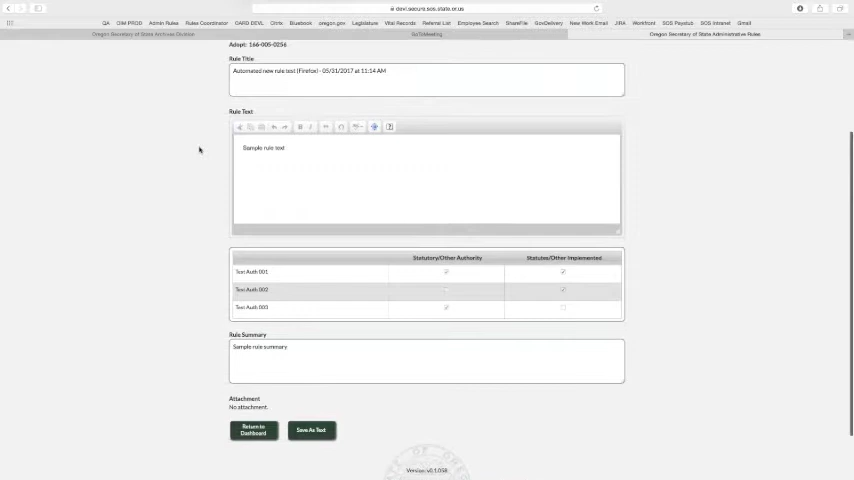 devl.secure.sos.state.or.us
QA OIM PROD Admin Rules Rules Coordinator OARD DEVL Otrix Bluebook oregon.gov Legislature Vital Records Referral List Employee Search ShareFile GovDelivery New Work Email JIRA Workfront SOS Paystub SOS Intranet Gmail
Oregon Secretary of State Archives Division GoToMeeting Oregon Secretary of State Administrative Rules
Adopt: 166-005-0256
Rule Title
Automated new rule test (Firefox) - 05/31/2017 at 11:14 AM
Rule Text
B I
Sample rule text
Statutory/Other Authority Statutes/Other Implemented
Test Auth 001
Test Auth 002
Test Auth 003
Rule Summary
Sample rule summary
Attachment
No attachment.
Return to
Dashboard
Save As Text
Version: v0.1.058